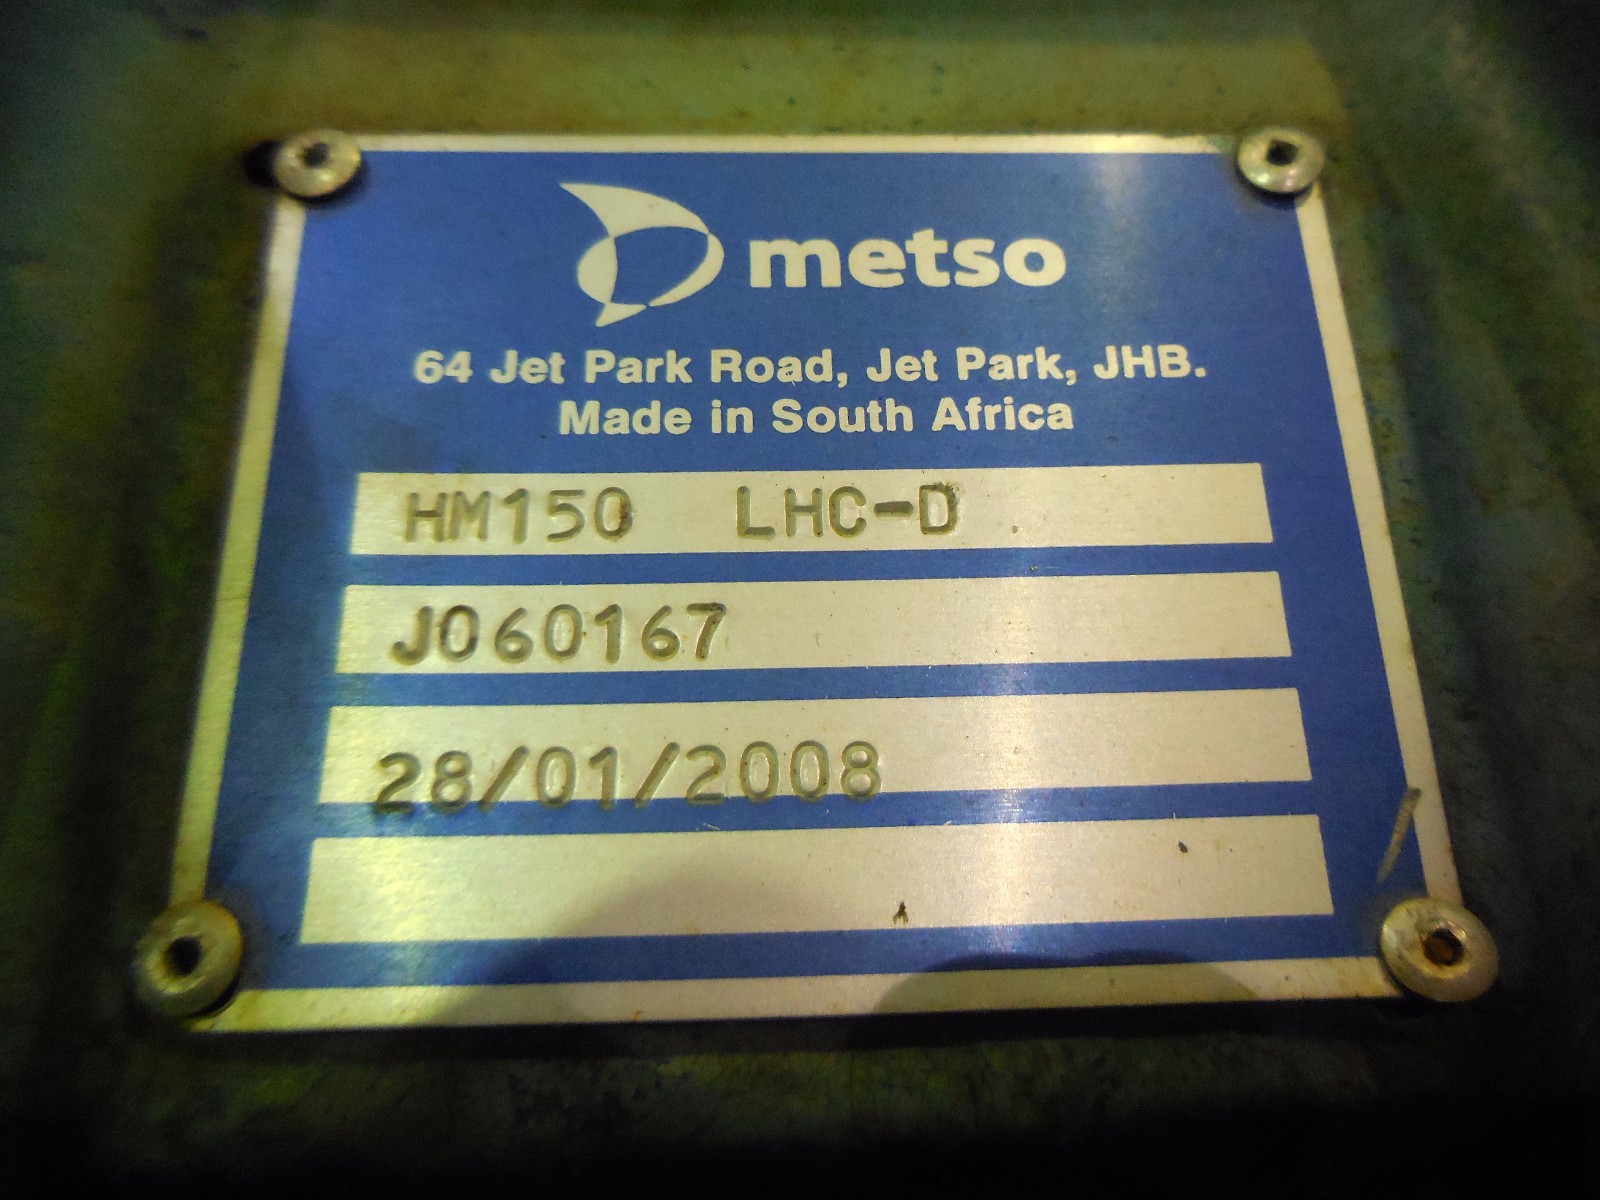 metso
64 Jet Park Road, Jet Park, JHB.
Made in South Africa
HM150 LHC-D
J060167
28/01/2008